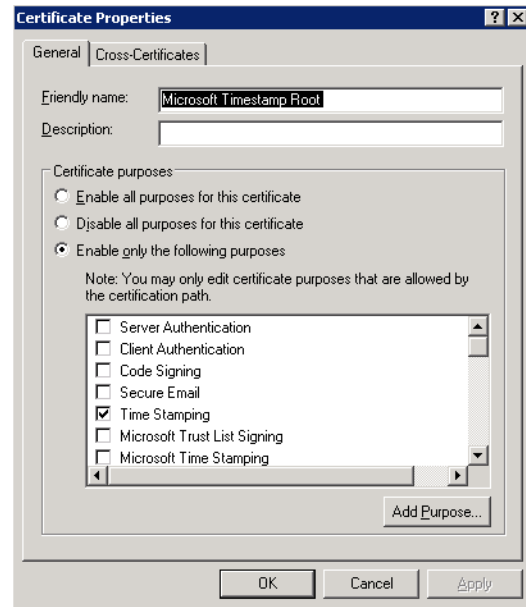 Certificate Properties
General
Cross-Certificates
Friendly name:
Microsoft Timestamp Root
Description:
Certificate purposes
Enable all purposes for this certificate
Disable all purposes for this certificate
Enable only the following purposes
Note: You may only edit certificate purposes that are allowed by
the certification path.
Server Authentication
Client Authentication
Code Signing
Secure Email
Time Stamping
Microsoft Trust List Signing
Microsoft Time Stamping
Add Purpose...
OK
Cancel
Apply